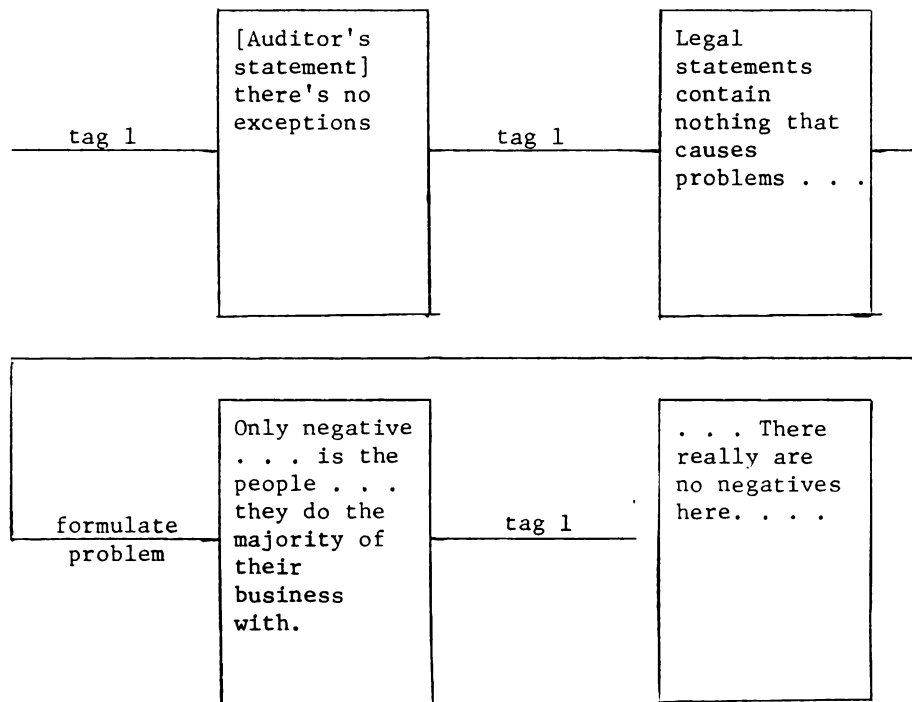 tag 1
[Auditor's
statement]
there's no
exceptions
tag 1
Legal
statements
contain
nothing that
causes
problems . . .
formulate
problem
Only negative
. . . is the
people . . .
they do the
majority of
their
business
with.
tag 1
. . . There
really are
no negatives
here. . . .